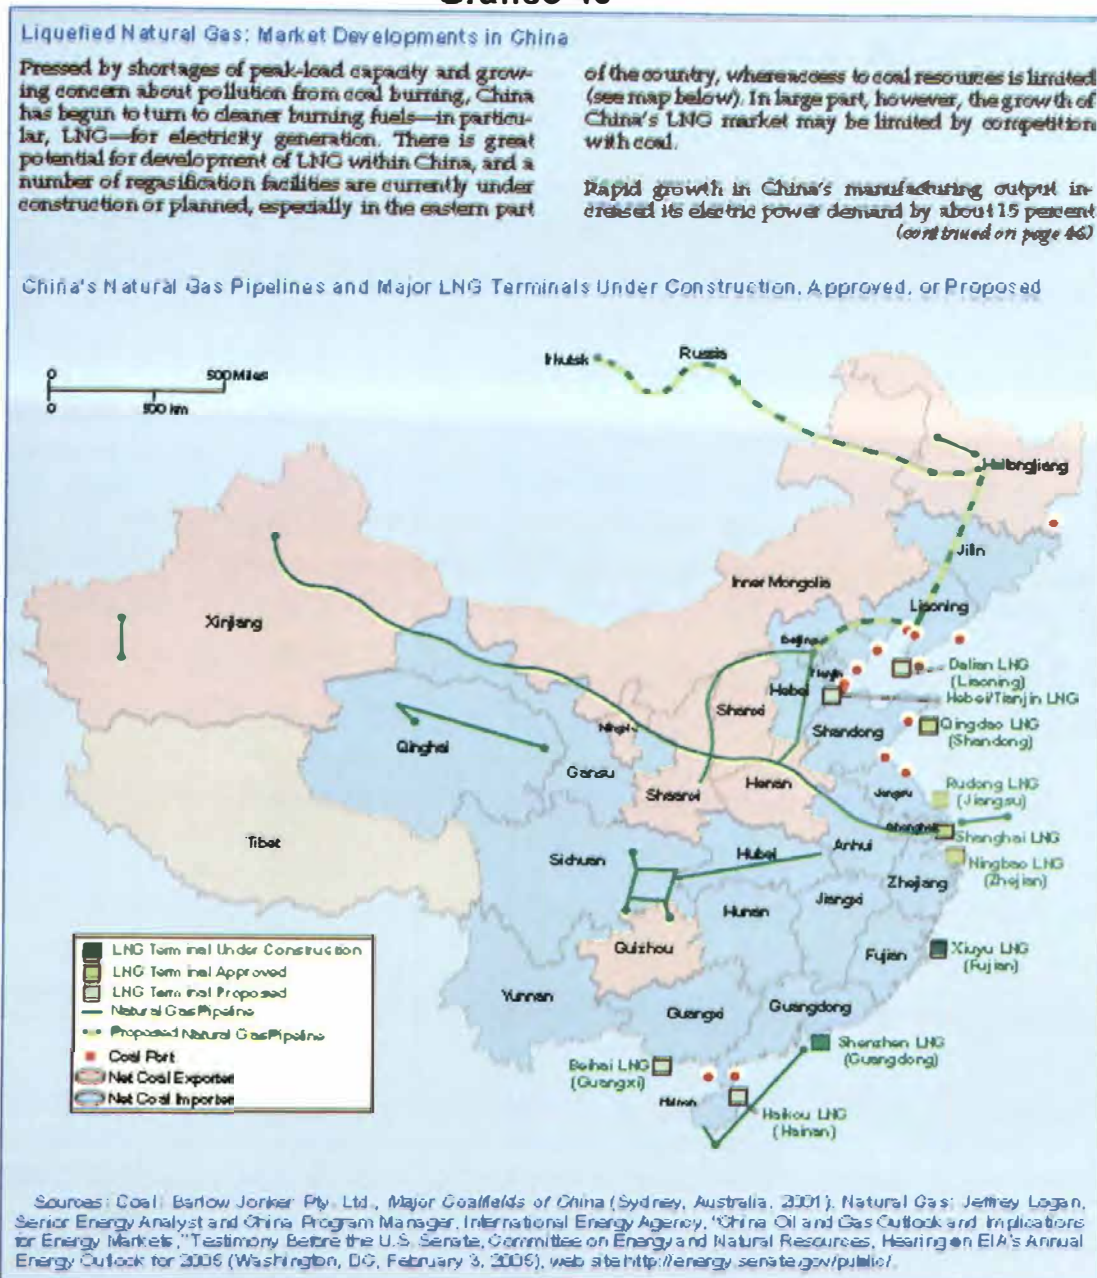 Liquefied Natural Gas: Market Developments in China
Pressed by shortages of peak-load capacity and grow-
ing concern about pollution from coal burning, China
has begun to turn to cleaner burning fuels—in particu-
lar, LNG—for electricity generation. There is great
potential for development of LNG within China, and a
number of regasification facilities are currently under
construction or planned, especially in the eastern part
of the country, where access to coal resources is limited
(see map below). In large part, however, the growth of
China's LNG market may be limited by competition
with coal.
Rapid growth in China's manufacturing output in-
creased its electric power demand by about 15 percent
(continued on page 46)
China's Natural Gas Pipelines and Major LNG Terminals Under Construction, Approved, or Proposed
0 500 Miles
0 500 km
Irkutsk
Russia
Heilongjiang
Jilin
Inner Mongolia
Liaoning
Xinjiang
Beijing
Tianjin
Dalian LNG
(Liaoning)
Hebei
Hebei/Tianjin LNG
Shanxi
Ningxia
Shandong
Qingdao LNG
(Shandong)
Qinghai
Gansu
Shaanxi
Henan
Jiangsu
Rudong LNG
(Jiangsu)
Shanghai
Shanghai LNG
Tibet
Sichuan
Hubei
Anhui
Ningbao LNG
(Zhejian)
Zhejiang
Hunan
Jiangxi
Guizhou
Fujian
Xiuyu LNG
(Fujian)
Yunnan
Guangxi
Guangdong
Shenzhen LNG
(Guangdong)
Beihai LNG
(Guangxi)
Hainan
Haikou LNG
(Hainan)
LNG Terminal Under Construction
LNG Terminal Approved
LNG Terminal Proposed
Natural Gas Pipeline
Proposed Natural Gas Pipeline
Coal Port
Net Coal Exporter
Net Coal Importer
Sources: Coal: Barlow Jonker Pty. Ltd., Major Coalfields of China (Sydney, Australia, 2001). Natural Gas: Jeffrey Logan,
Senior Energy Analyst and China Program Manager, International Energy Agency, "China Oil and Gas Outlook and Implications
for Energy Markets," Testimony Before the U.S. Senate, Committee on Energy and Natural Resources, Hearing on EIA's Annual
Energy Outlook for 2005 (Washington, DC, February 3, 2005), web site http://energy.senate.gov/public/.